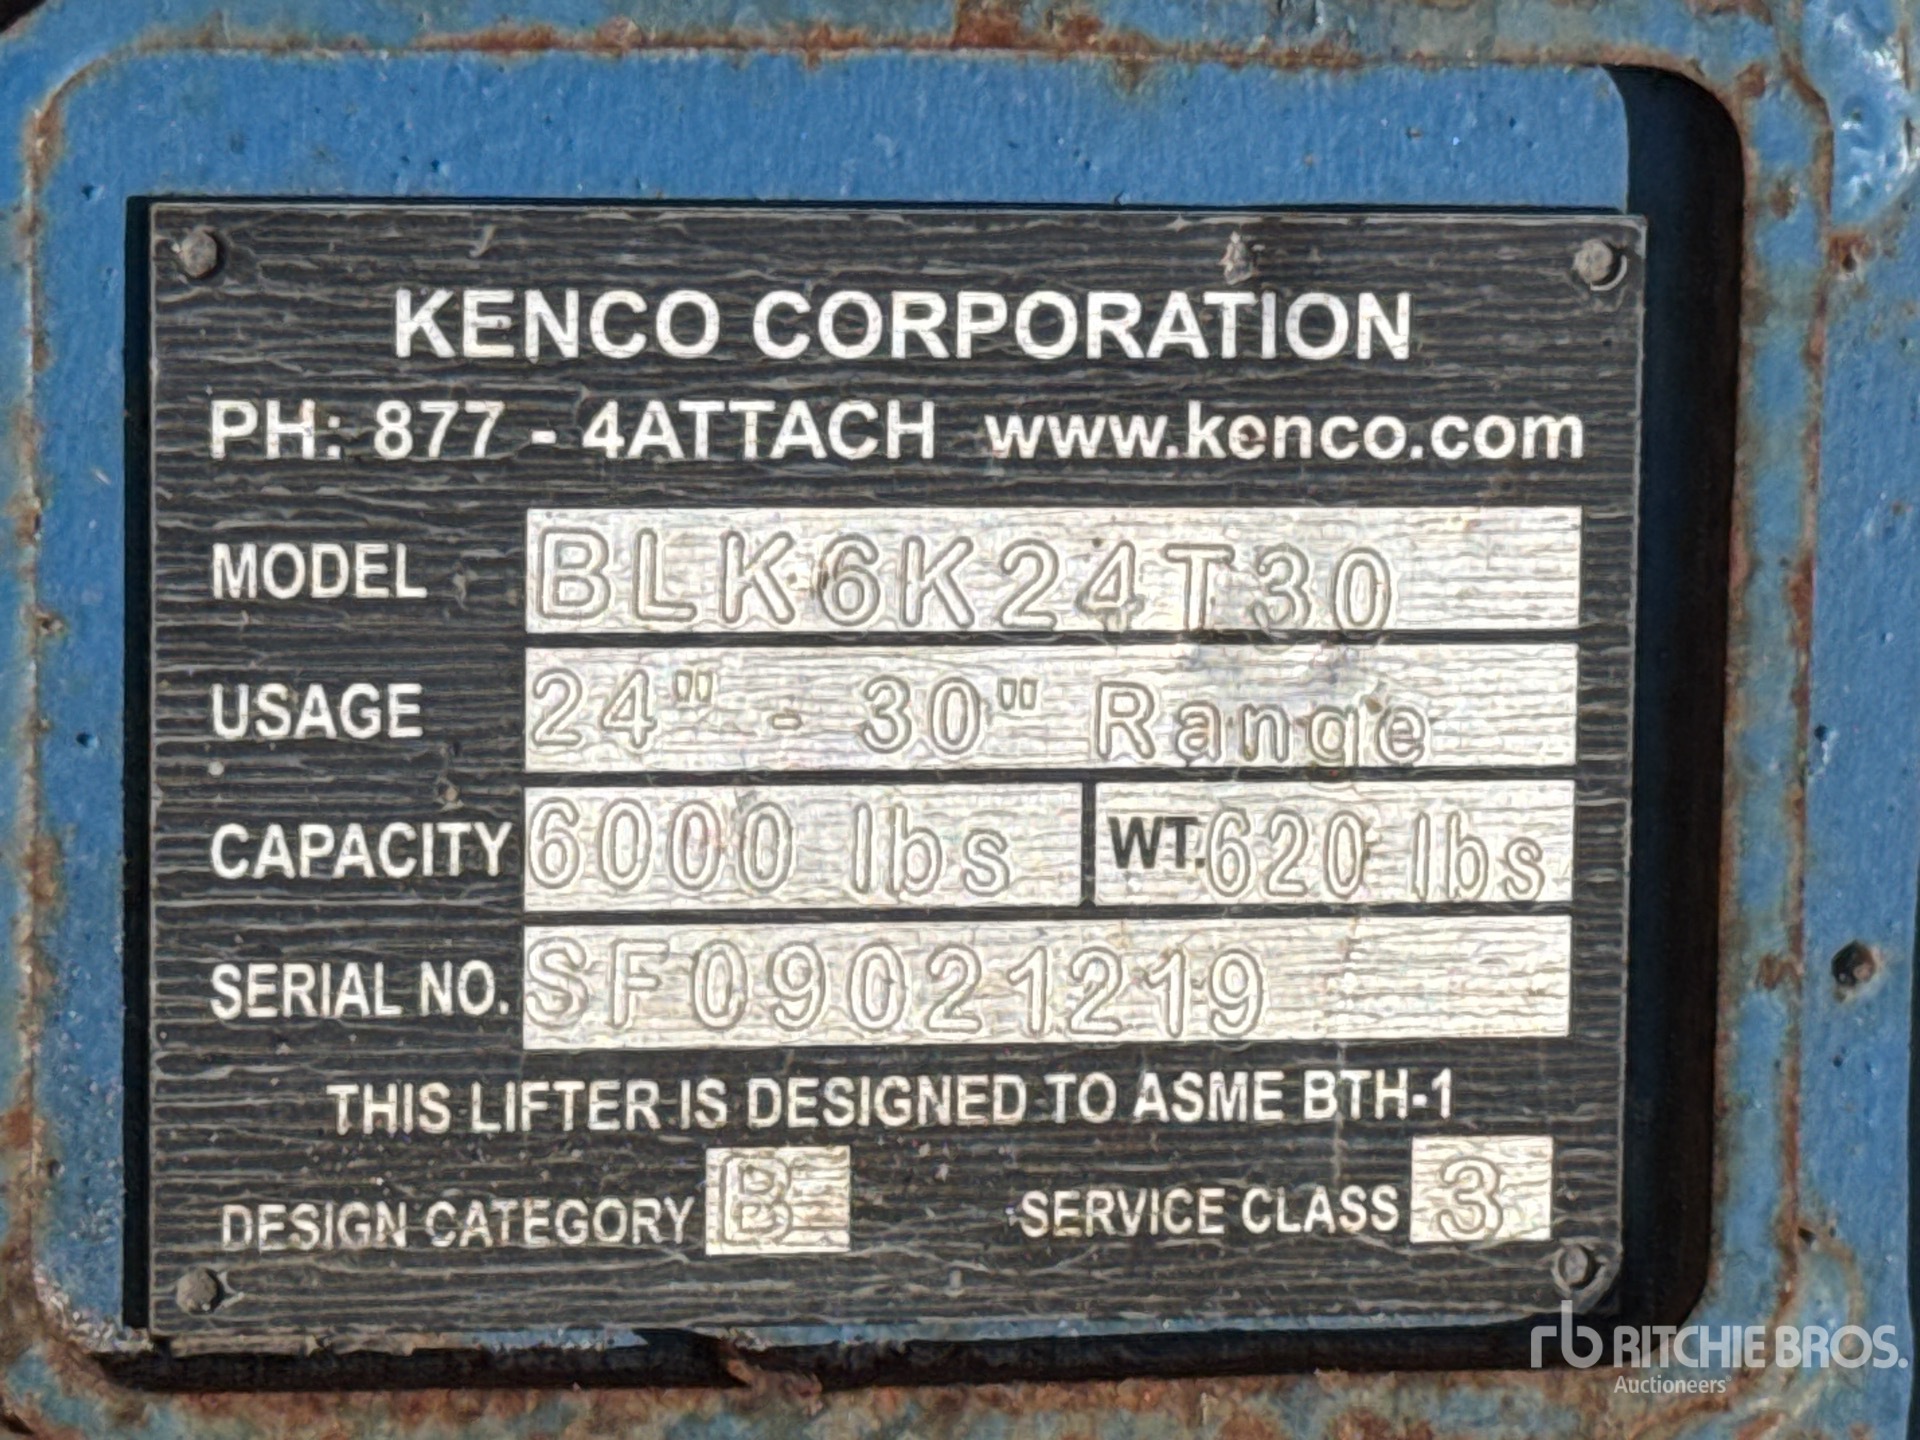 KENCO CORPORATION
PH: 877 - 4ATTACH www.kenco.com
MODEL BLK6K24T30
USAGE 24" - 30" Range
CAPACITY 6000 lbs WT. 620 lbs
SERIAL NO. SF09021219
THIS LIFTER IS DESIGNED TO ASME BTH-1
DESIGN CATEGORY B SERVICE CLASS 3
rb RITCHIE BROS.
Auctioneers